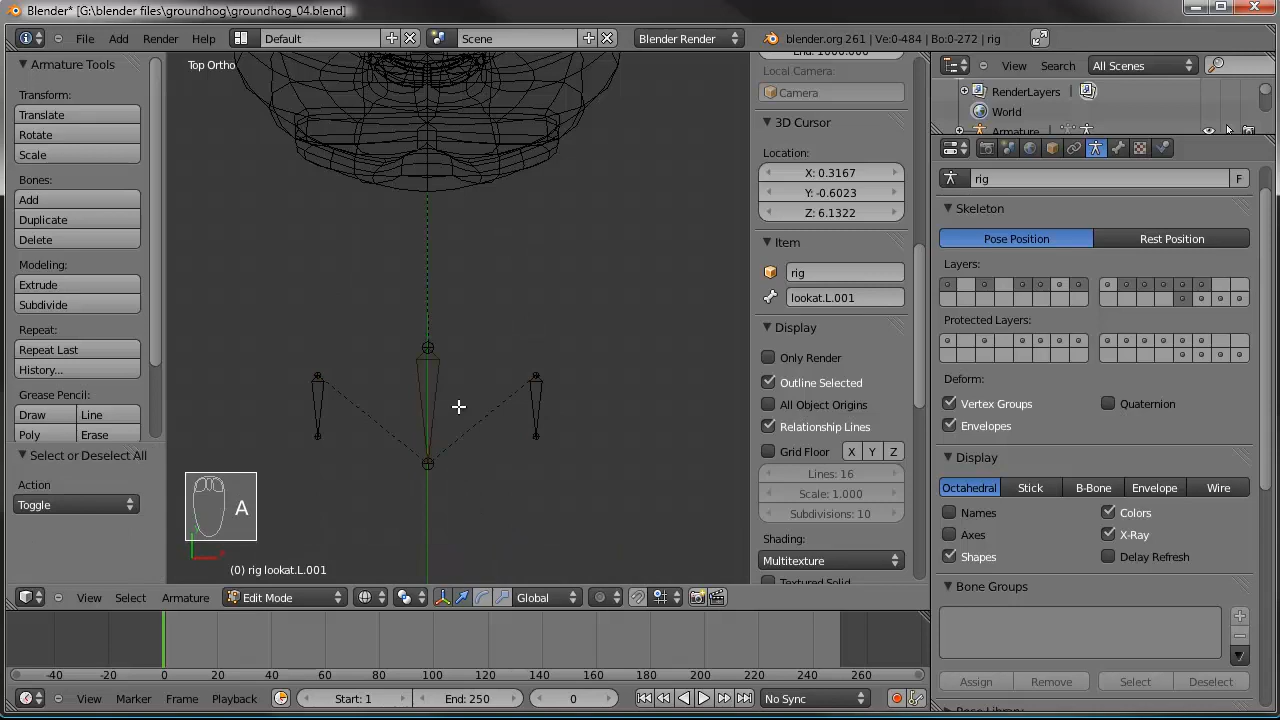 Blender* [G:\blender files\groundhog\groundhog_04.blend]
File Add Render Help Default Scene Blender Render blender.org 261 | Ve:0-484 | Bo:0-272 | rig
Armature Tools
Transform:
Translate
Rotate
Scale
Bones:
Add
Duplicate
Delete
Modeling:
Extrude
Subdivide
Repeat:
Repeat Last
History...
Grease Pencil:
Draw Line
Poly Erase
Select or Deselect All
Action
Toggle
Top Ortho
A
(0) rig lookat.L.001
View Select Armature Edit Mode Global
End: 1000.000
Local Camera:
Camera
3D Cursor
Location:
X: 0.3167
Y: -0.6023
Z: 6.1322
Item
rig
lookat.L.001
Display
Only Render
Outline Selected
All Object Origins
Relationship Lines
Grid Floor X Y Z
Lines: 16
Scale: 1.000
Subdivisions: 10
Shading:
Multitexture
Textured Solid
View Search All Scenes
RenderLayers
World
Armature
rig F
Skeleton
Pose Position Rest Position
Layers:
Protected Layers:
Deform:
Vertex Groups Quaternion
Envelopes
Display
Octahedral Stick B-Bone Envelope Wire
Names Colors
Axes X-Ray
Shapes Delay Refresh
Bone Groups
Assign Remove Select Deselect
-40 -20 0 20 40 60 80 100 120 140 160 180 200 220 240 260
View Marker Frame Playback Start: 1 End: 250 0 No Sync